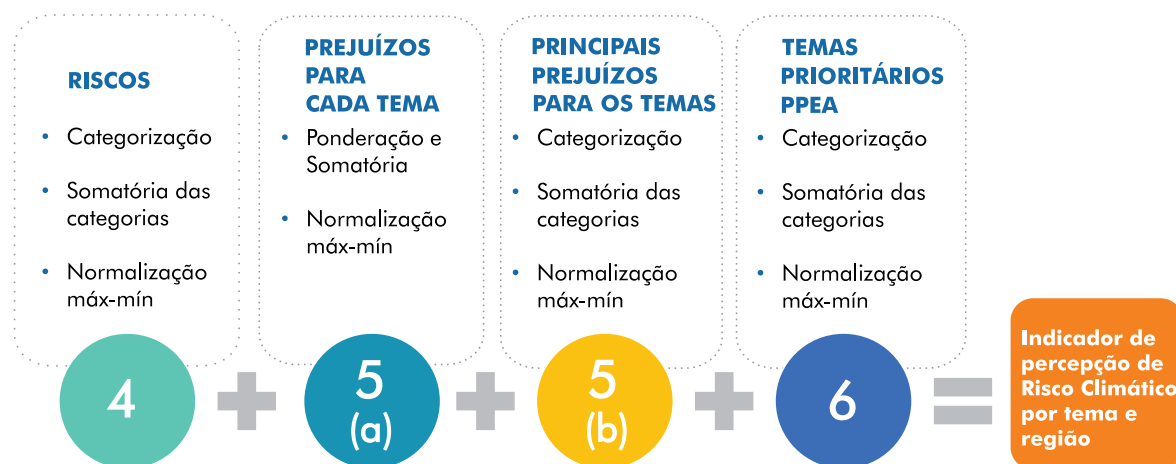 RISCOS
• Categorização
• Somatória das
categorias
• Normalização
máx-mín
4
PREJUÍZOS
PARA
CADA TEMA
• Ponderação e
Somatória
• Normalização
máx-mín
5
(a)
PRINCIPAIS
PREJUÍZOS
PARA OS TEMAS
• Categorização
• Somatória das
categorias
• Normalização
máx-mín
5
(b)
TEMAS
PRIORITÁRIOS
PPEA
• Categorização
• Somatória das
categorias
• Normalização
máx-mín
6
Indicador de
percepção de
Risco Climático
por tema e
região